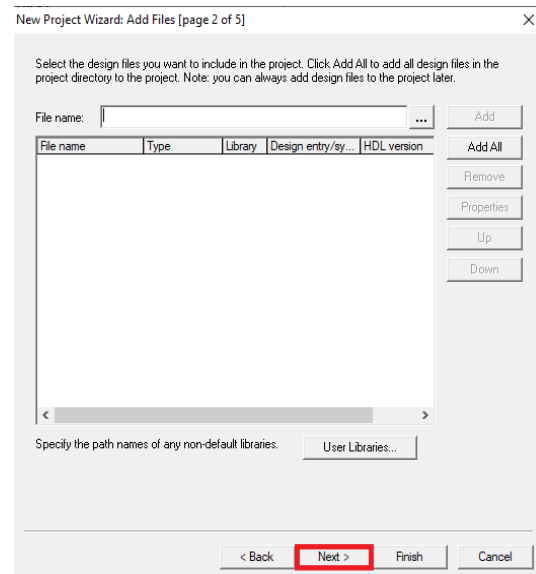 New Project Wizard: Add Files [page 2 of 5]
Select the design files you want to include in the project. Click Add All to add all design files in the
project directory to the project. Note: you can always add design files to the project later.
File name:
...
Add
File name Type Library Design entry/sy... HDL version
Add All
Remove
Properties
Up
Down
Specify the path names of any non-default libraries.
User Libraries...
< Back Next > Finish Cancel